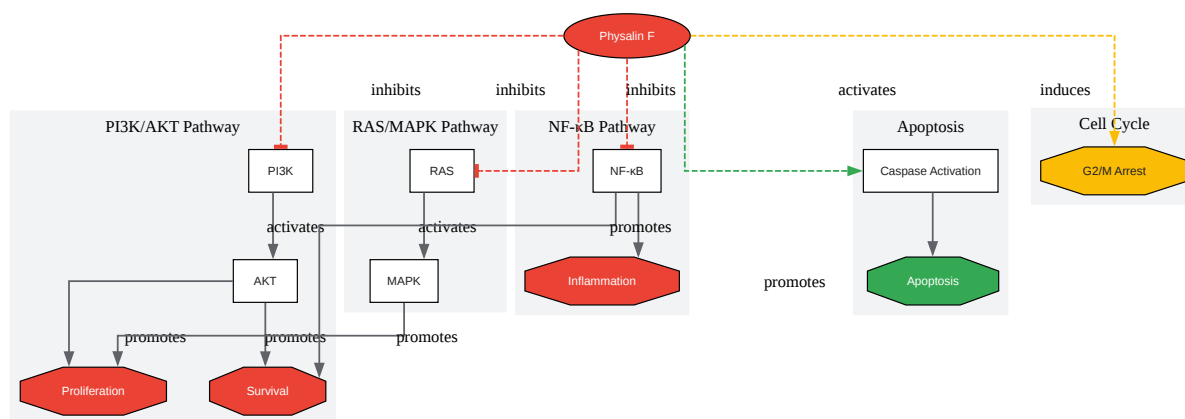 Physalin F
inhibits
inhibits
inhibits
activates
induces
PI3K/AKT Pathway
RAS/MAPK Pathway
NF-κB Pathway
Apoptosis
Cell Cycle
PI3K
RAS
NF-κB
Caspase Activation
G2/M Arrest
activates
activates
promotes
AKT
MAPK
Inflammation
promotes
Apoptosis
promotes
promotes
promotes
Proliferation
Survival